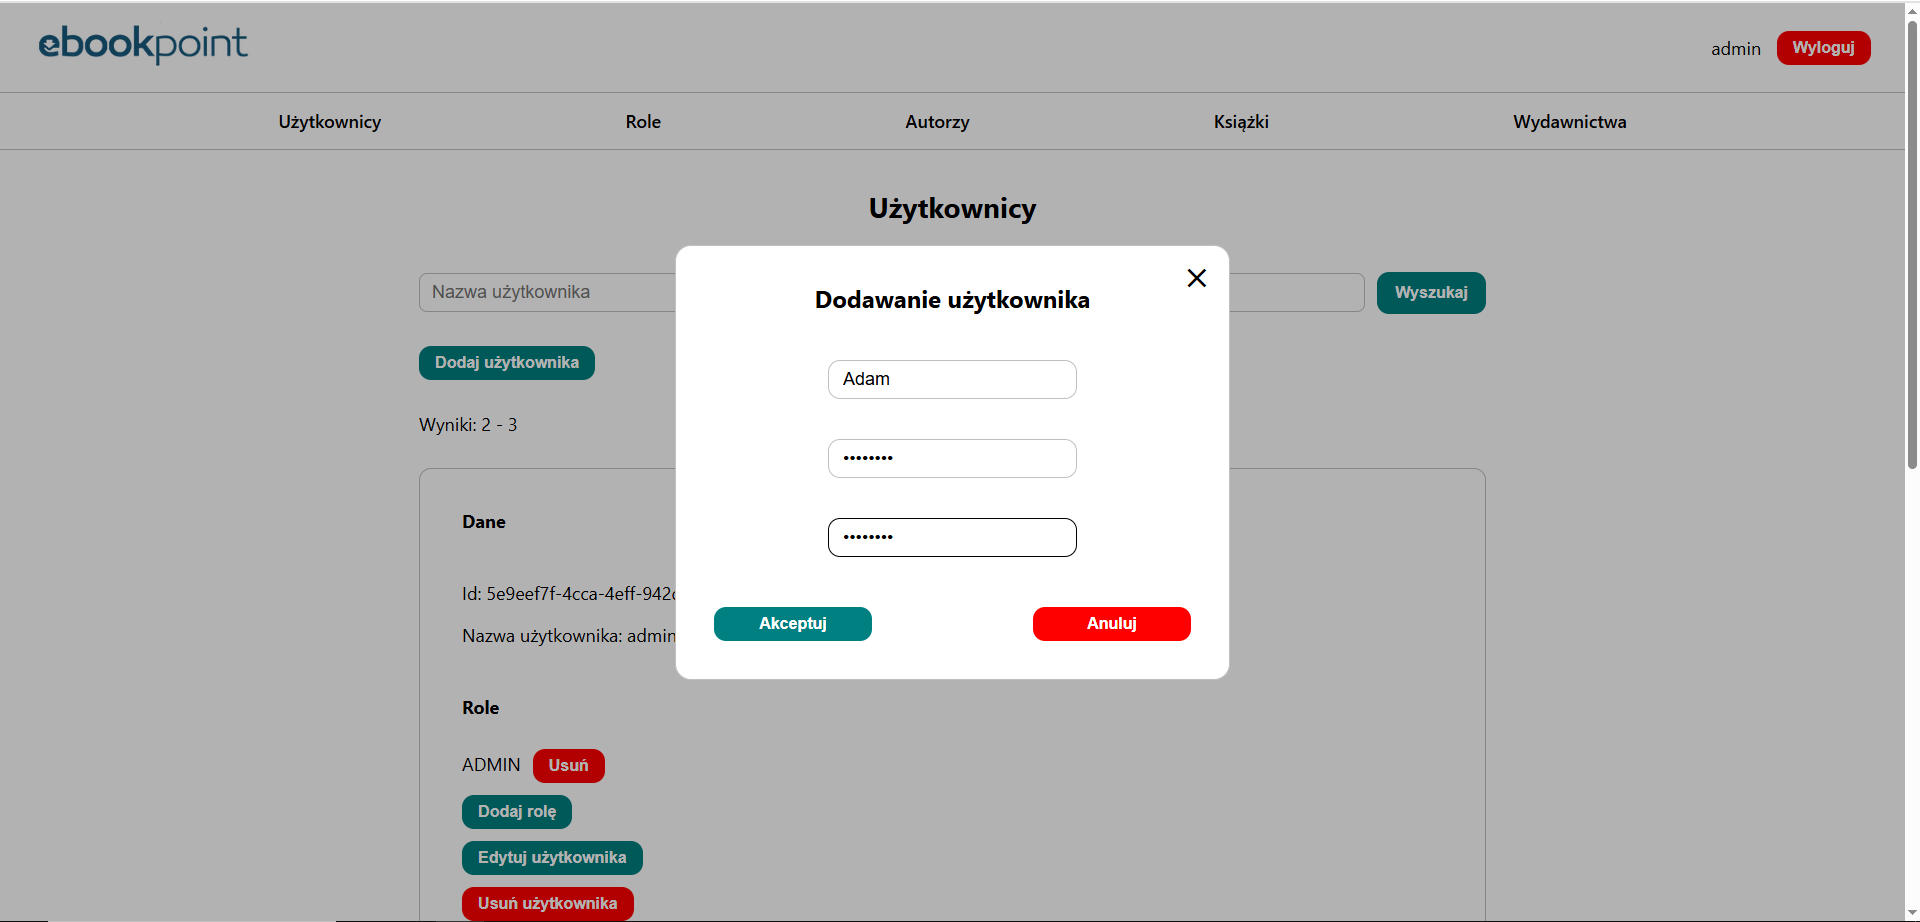 ebookpoint
admin
Wyloguj
Użytkownicy
Role
Autorzy
Książki
Wydawnictwa
Użytkownicy
Nazwa użytkownika
Wyszukaj
Dodaj użytkownika
Wyniki: 2 - 3
Dodawanie użytkownika
Adam
••••••••
••••••••
Akceptuj
Anuluj
Dane
Id: 5e9eef7f-4cca-4eff-942
Nazwa użytkownika: admin
Role
ADMIN
Usuń
Dodaj rolę
Edytuj użytkownika
Usuń użytkownika